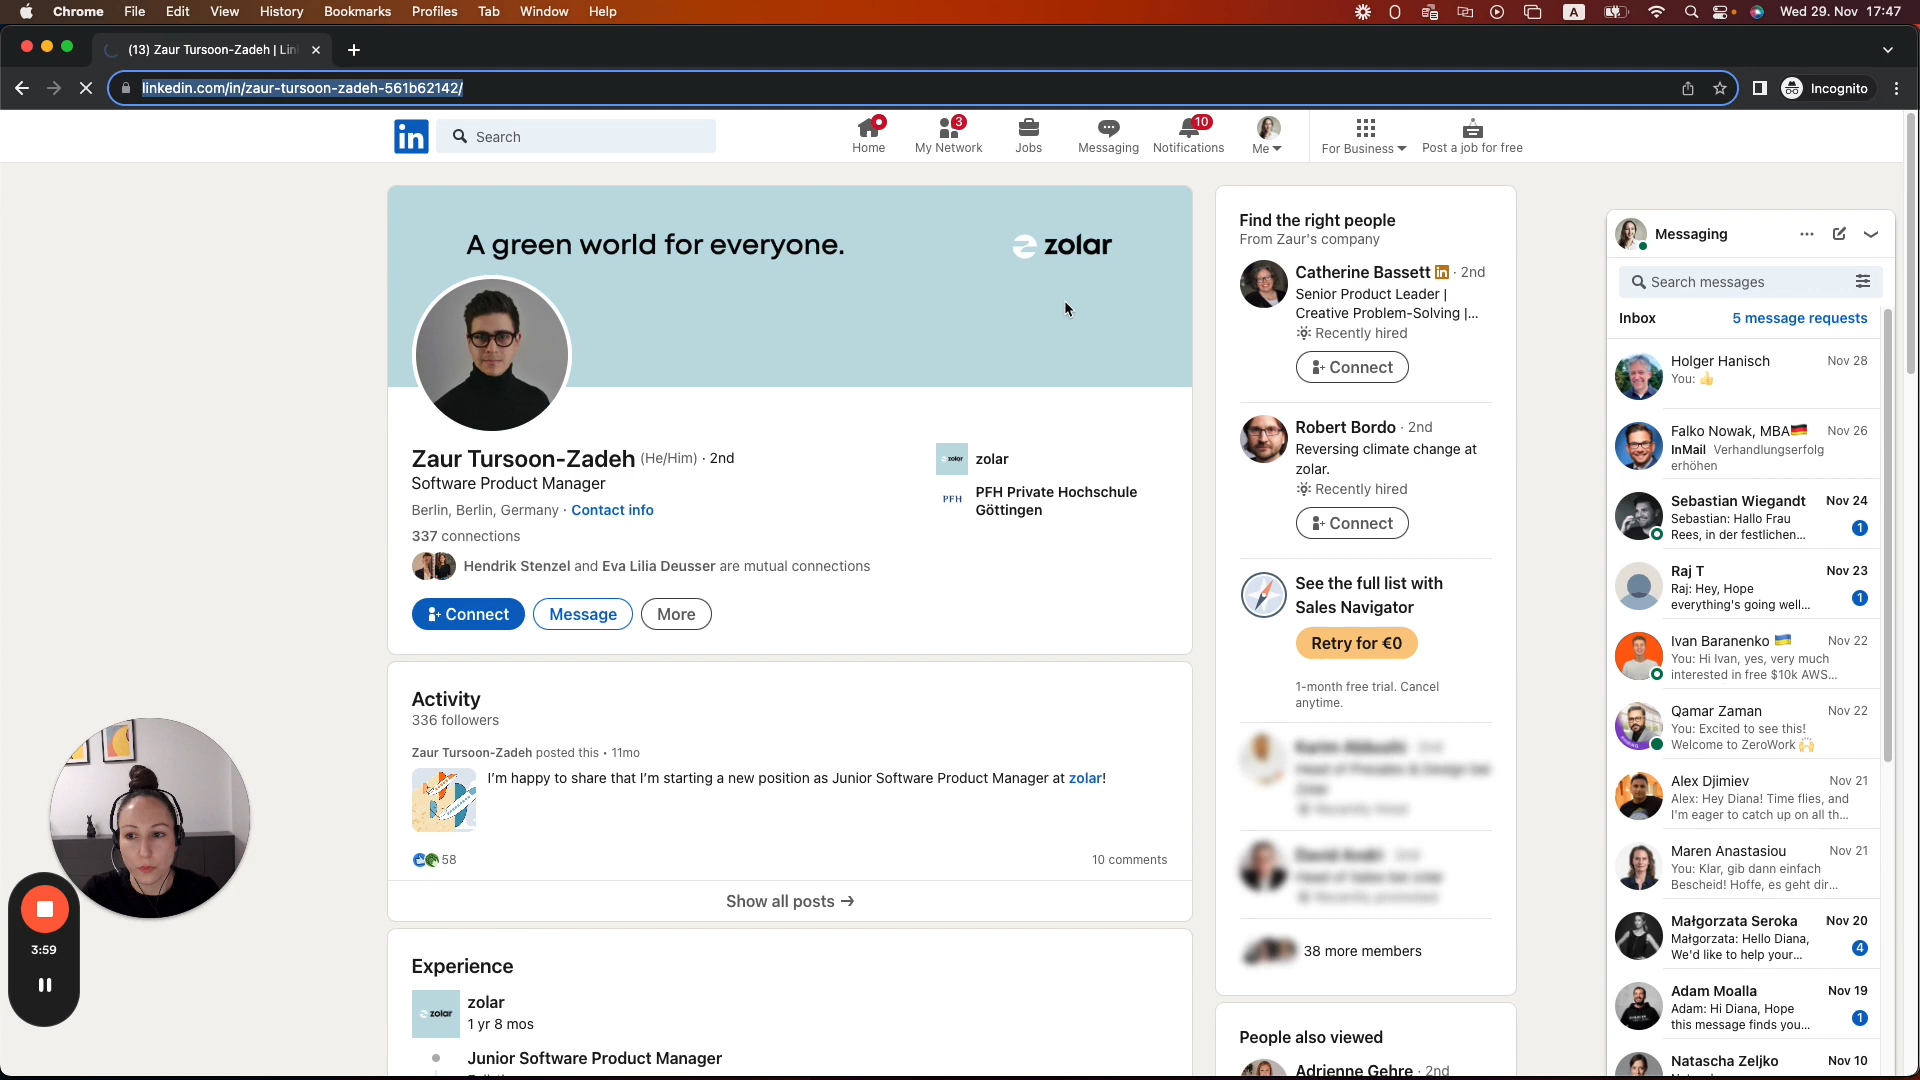 Chrome File Edit View History Bookmarks Profiles Tab Window Help
A
Wed 29. Nov 17:47
(13) Zaur Tursoon-Zadeh | Lin
linkedin.com/in/zaur-tursoon-zadeh-561b62142/
Incognito
in
Search
Home
3
My Network
Jobs
Messaging
10
Notifications
Me
For Business
Post a job for free
A green world for everyone.
zolar
Zaur Tursoon-Zadeh (He/Him) · 2nd
Software Product Manager
Berlin, Berlin, Germany · Contact info
337 connections
Hendrik Stenzel and Eva Lilia Deusser are mutual connections
Connect
Message
More
zolar
zolar
PFH
PFH Private Hochschule
Göttingen
Activity
336 followers
Zaur Tursoon-Zadeh posted this • 11mo
I'm happy to share that I'm starting a new position as Junior Software Product Manager at zolar!
58
10 comments
Show all posts →
Experience
zolar
zolar
1 yr 8 mos
Junior Software Product Manager
Find the right people
From Zaur's company
Catherine Bassett in · 2nd
Senior Product Leader |
Creative Problem-Solving |...
Recently hired
Connect
Robert Bordo · 2nd
Reversing climate change at
zolar.
Recently hired
Connect
See the full list with
Sales Navigator
Retry for €0
1-month free trial. Cancel
anytime.
38 more members
People also viewed
Adrienne Gehre · 2nd
Messaging
Search messages
Inbox
5 message requests
Holger Hanisch Nov 28
You: 👍
Falko Nowak, MBA🇩🇪 Nov 26
InMail Verhandlungserfolg
erhöhen
Sebastian Wiegandt Nov 24
Sebastian: Hallo Frau
Rees, in der festlichen...
1
Raj T Nov 23
Raj: Hey, Hope
everything's going well...
1
Ivan Baranenko 🇺🇦 Nov 22
You: Hi Ivan, yes, very much
interested in free $10k AWS...
Qamar Zaman Nov 22
You: Excited to see this!
Welcome to ZeroWork 🙌
Alex Djimiev Nov 21
Alex: Hey Diana! Time flies, and
I'm eager to catch up on all th...
Maren Anastasiou Nov 21
You: Klar, gib dann einfach
Bescheid! Hoffe, es geht dir...
Małgorzata Seroka Nov 20
Małgorzata: Hello Diana,
We'd like to help your...
4
Adam Moalla Nov 19
Adam: Hi Diana, Hope
this message finds you...
1
Natascha Zeljko Nov 10
3:59